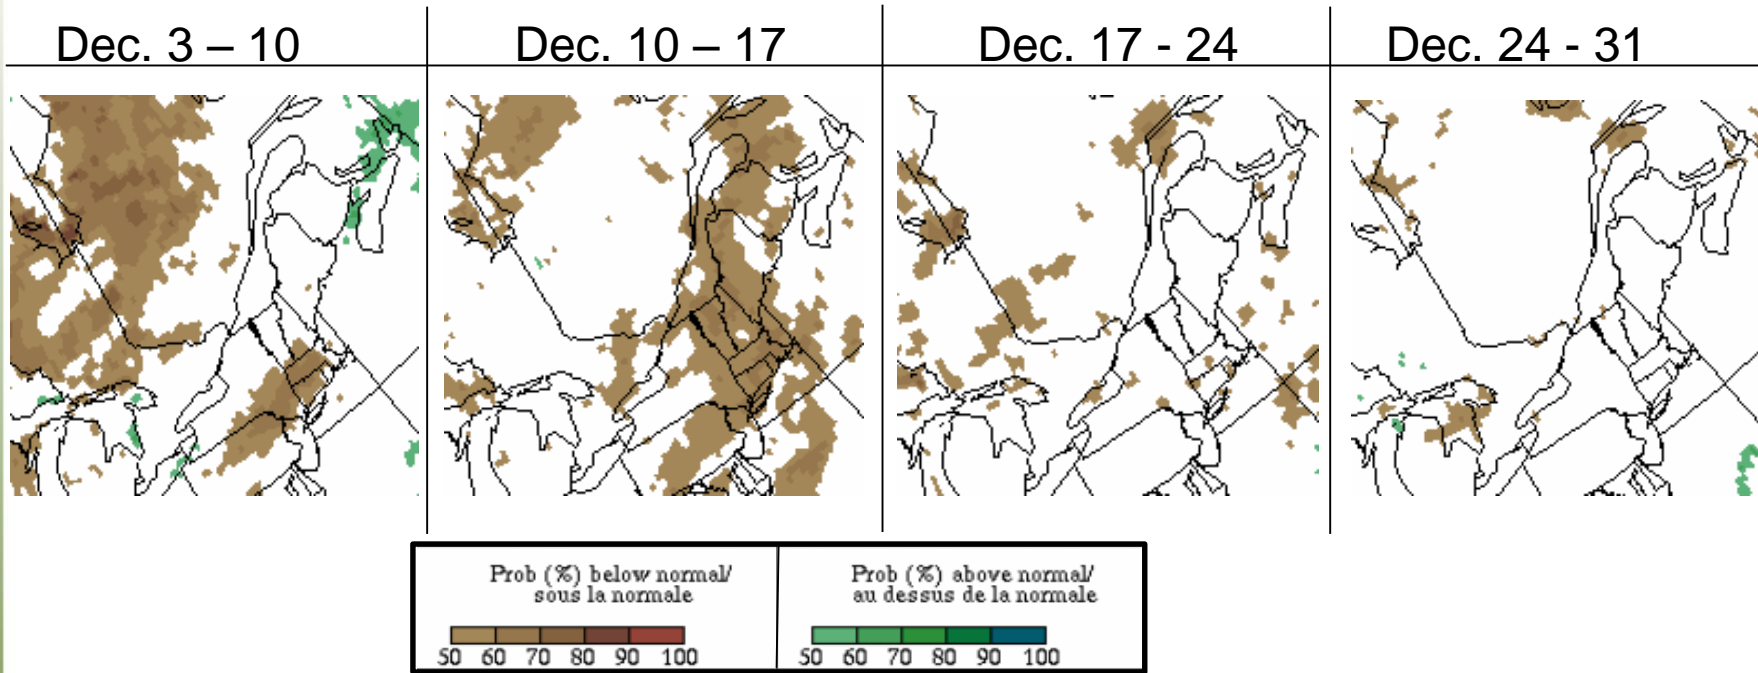 Dec. 3 – 10
Dec. 10 – 17
Dec. 17 - 24
Dec. 24 - 31
Prob (%) below normal/
sous la normale
50 60 70 80 90 100
Prob (%) above normal/
au dessus de la normale
50 60 70 80 90 100